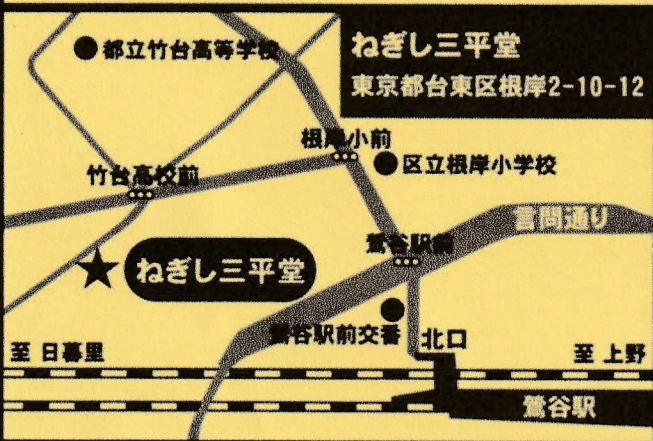 ねぎし三平堂
東京都台東区根岸2-10-12
都立竹台高等学校
根岸小前
区立根岸小学校
竹台高校前
言問通り
鶯谷駅前
ねぎし三平堂
鶯谷駅前交番
北口
至 日暮里
至 上野
鶯谷駅